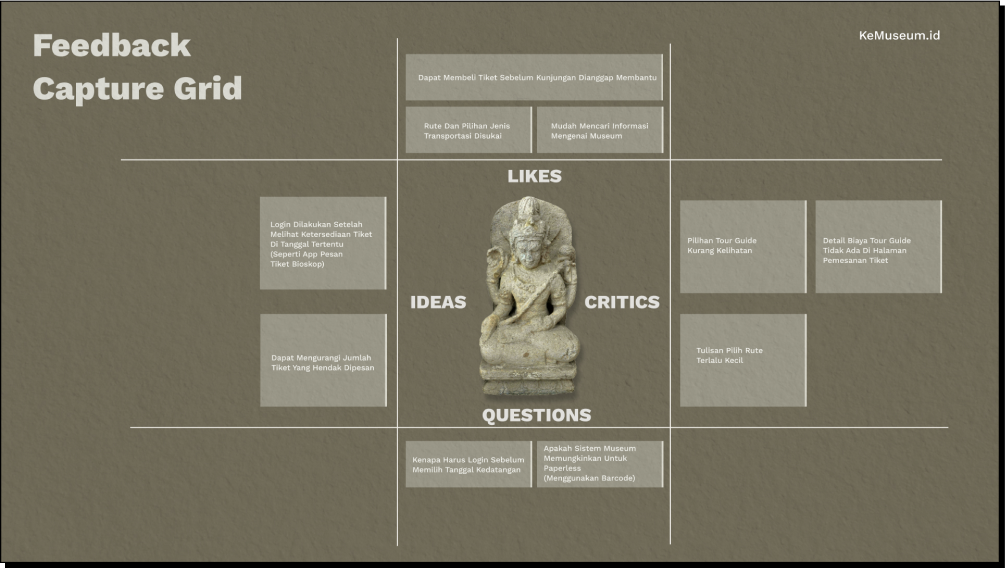 Feedback
Capture Grid
KeMuseum.id
Dapat Membeli Tiket Sebelum Kunjungan Dianggap Membantu
Rute Dan Pilihan Jenis
Transportasi Disukai
Mudah Mencari Informasi
Mengenai Museum
LIKES
Login Dilakukan Setelah
Melihat Ketersediaan Tiket
Di Tanggal Tertentu
(Seperti App Pesan
Tiket Bioskop)
Dapat Mengurangi Jumlah
Tiket Yang Hendak Dipesan
IDEAS
CRITICS
Pilihan Tour Guide
Kurang Kelihatan
Detail Biaya Tour Guide
Tidak Ada Di Halaman
Pemesanan Tiket
Tulisan Pilih Rute
Terlalu Kecil
QUESTIONS
Kenapa Harus Login Sebelum
Memilih Tanggal Kedatangan
Apakah Sistem Museum
Memungkinkan Untuk
Paperless
(Menggunakan Barcode)